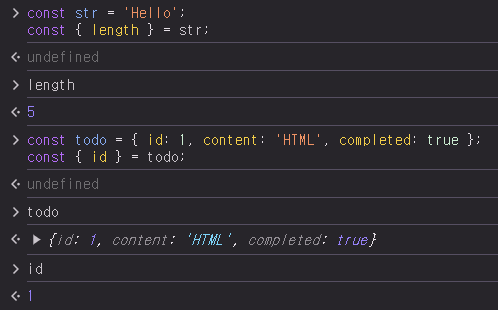 > const str = 'Hello';
const { length } = str;
undefined
> length
5
> const todo = { id: 1, content: 'HTML', completed: true };
const { id } = todo;
undefined
> todo
▶ {id: 1, content: 'HTML', completed: true}
> id
1